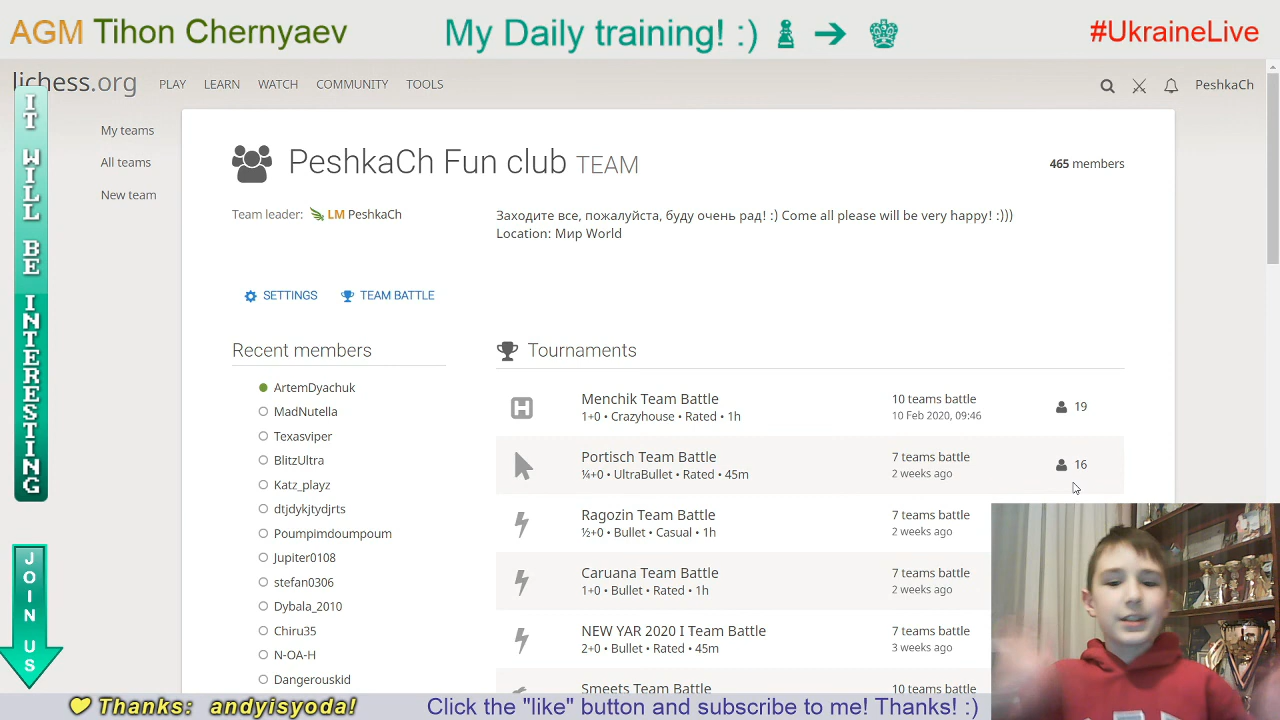 AGM Tihon Chernyaev
My Daily training! :)
#UkraineLive
lichess.org
PLAY
LEARN
WATCH
COMMUNITY
TOOLS
PeshkaCh
IT WILL BE INTERESTING
JOIN US
My teams
All teams
New team
PeshkaCh Fun club TEAM
465 members
Team leader: LM PeshkaCh
Заходите все, пожалуйста, буду очень рад! :) Come all please will be very happy! :)))
Location: Мир World
SETTINGS
TEAM BATTLE
Recent members
ArtemDyachuk
MadNutella
Texasviper
BlitzUltra
Katz_playz
dtjdykjtydjrts
Poumpimdoumpoum
Jupiter0108
stefan0306
Dybala_2010
Chiru35
N-OA-H
Dangerouskid
Tournaments
Menchik Team Battle
1+0 • Crazyhouse • Rated • 1h
10 teams battle
10 Feb 2020, 09:46
19
Portisch Team Battle
¼+0 • UltraBullet • Rated • 45m
7 teams battle
2 weeks ago
16
Ragozin Team Battle
½+0 • Bullet • Casual • 1h
7 teams battle
2 weeks ago
Caruana Team Battle
1+0 • Bullet • Rated • 1h
7 teams battle
2 weeks ago
NEW YAR 2020 I Team Battle
2+0 • Bullet • Rated • 45m
7 teams battle
3 weeks ago
Smeets Team Battle
10 teams battle
Thanks: andyisyoda!
Click the "like" button and subscribe to me! Thanks! :)